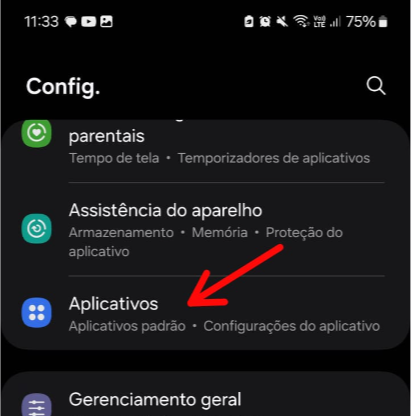 11:33 75%
Config.
parentais
Tempo de tela • Temporizadores de aplicativos
Assistência do aparelho
Armazenamento • Memória • Proteção do
aplicativo
Aplicativos
Aplicativos padrão • Configurações do aplicativo
Gerenciamento geral